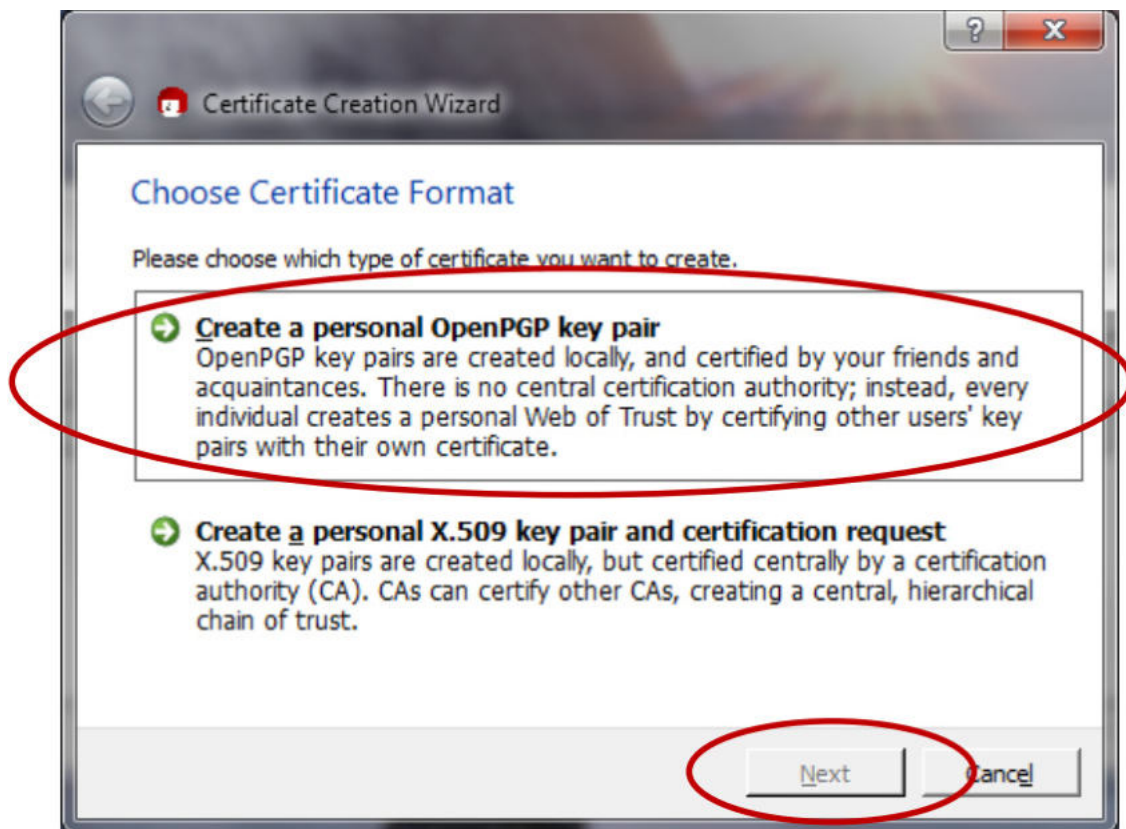 Certificate Creation Wizard
Choose Certificate Format
Please choose which type of certificate you want to create.
Create a personal OpenPGP key pair
OpenPGP key pairs are created locally, and certified by your friends and
acquaintances. There is no central certification authority; instead, every
individual creates a personal Web of Trust by certifying other users' key
pairs with their own certificate.
Create a personal X.509 key pair and certification request
X.509 key pairs are created locally, but certified centrally by a certification
authority (CA). CAs can certify other CAs, creating a central, hierarchical
chain of trust.
Next Cancel